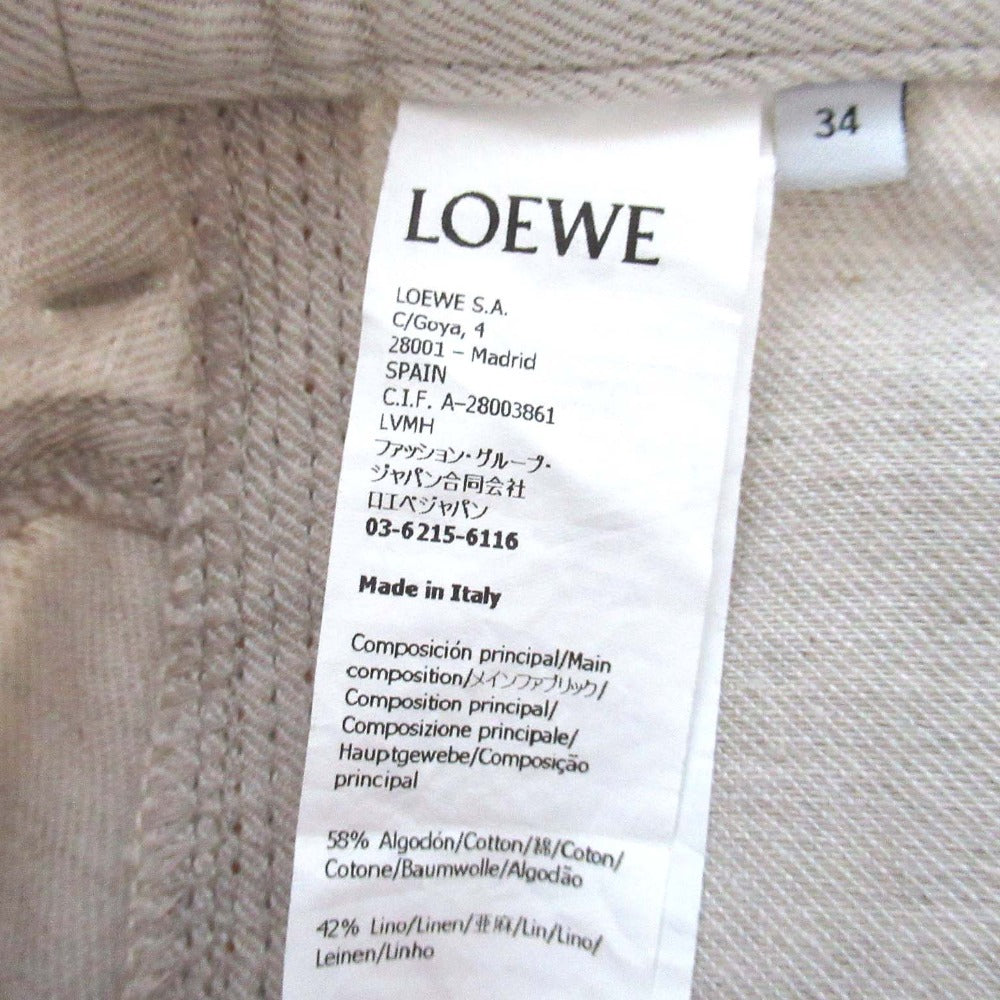 34
LOEWE
LOEWE S.A.
C/Goya, 4
28001 – Madrid
SPAIN
C.I.F. A–28003861
LVMH
ファッション・グループ・
ジャパン合同会社
ロエベジャパン
03-6215-6116
Made in Italy
Composición principal/Main
composition/メインファブリック/
Composition principal/
Composizione principale/
Hauptgewebe/Composição
principal
58% Algodón/Cotton/綿/Coton/
Cotone/Baumwolle/Algodão
42% Lino/Linen/亜麻/Lin/Lino/
Leinen/Linho